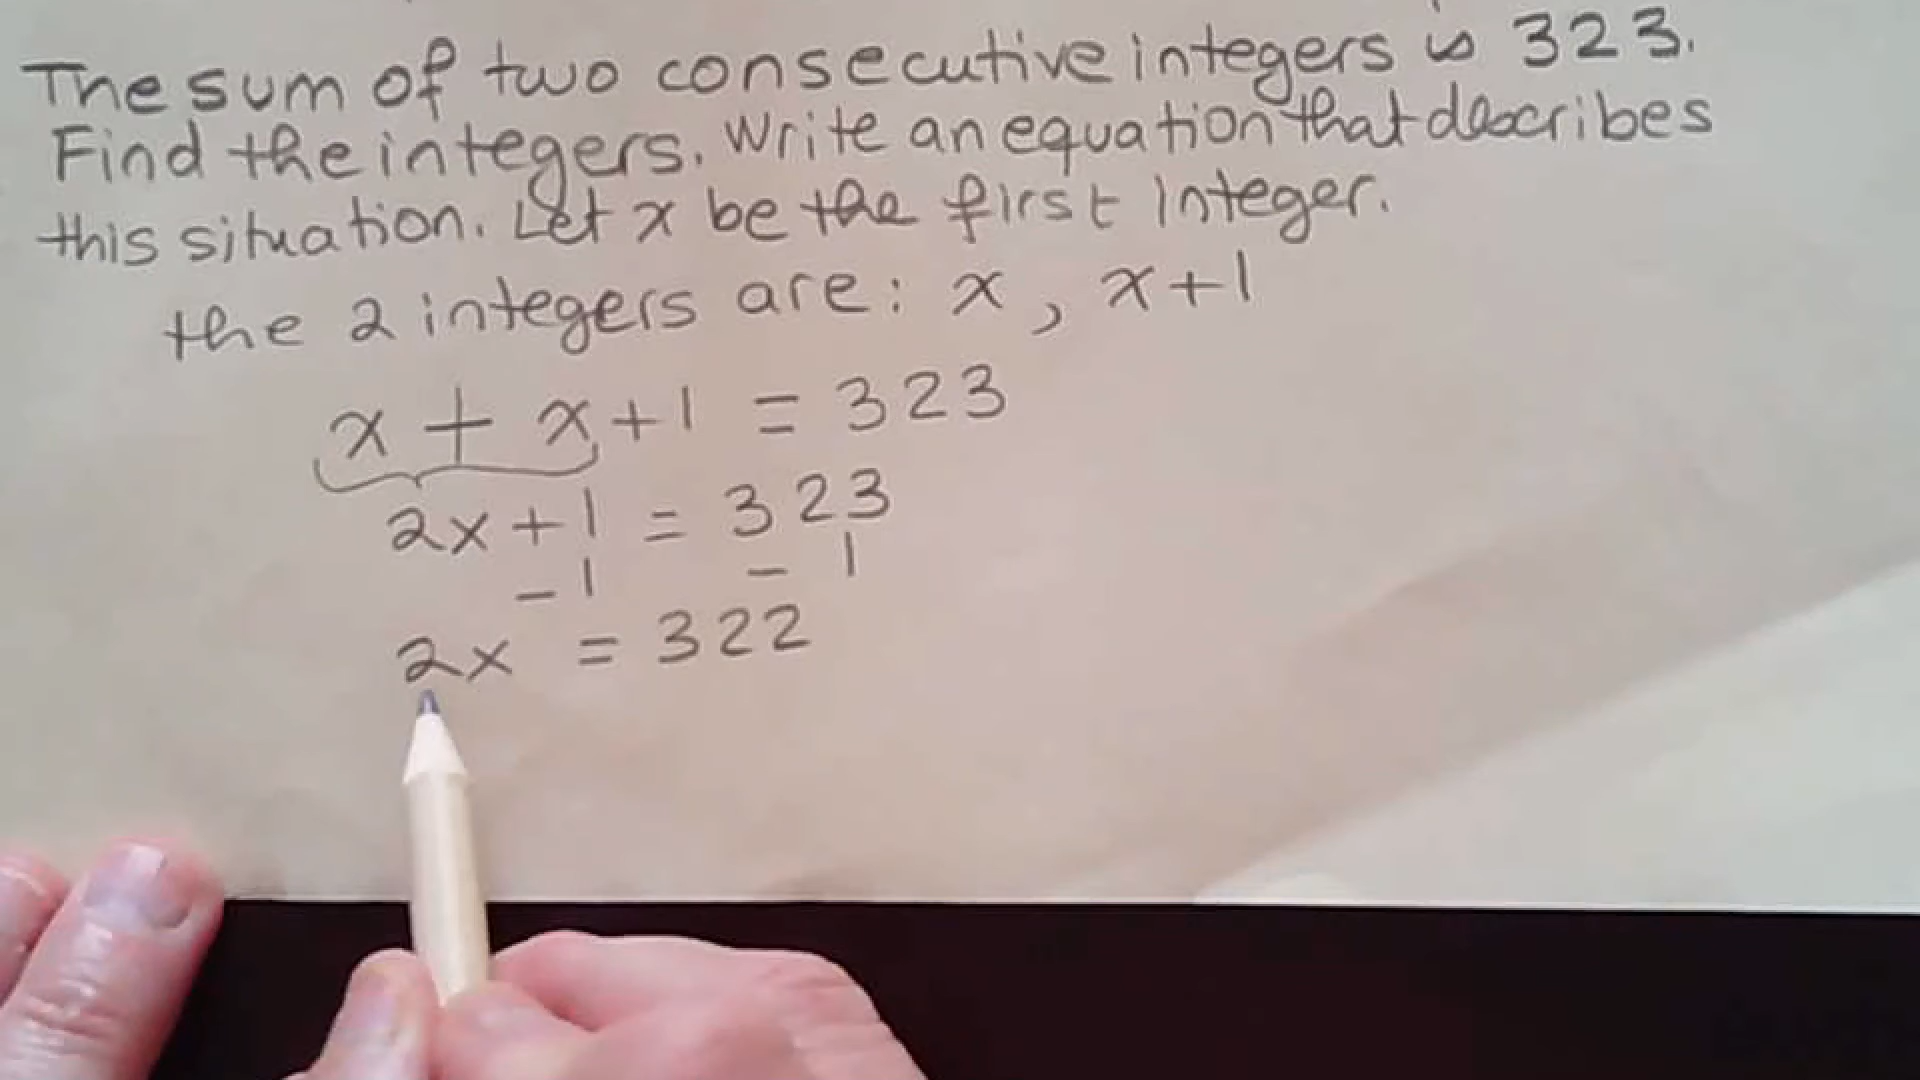 The sum of two consecutive integers is 323.
Find the integers. Write an equation that describes
this situation. Let x be the first integer.
the 2 integers are: x, x+1
x + x+1 = 323
2x+1 = 323
-1 - 1
2x = 322